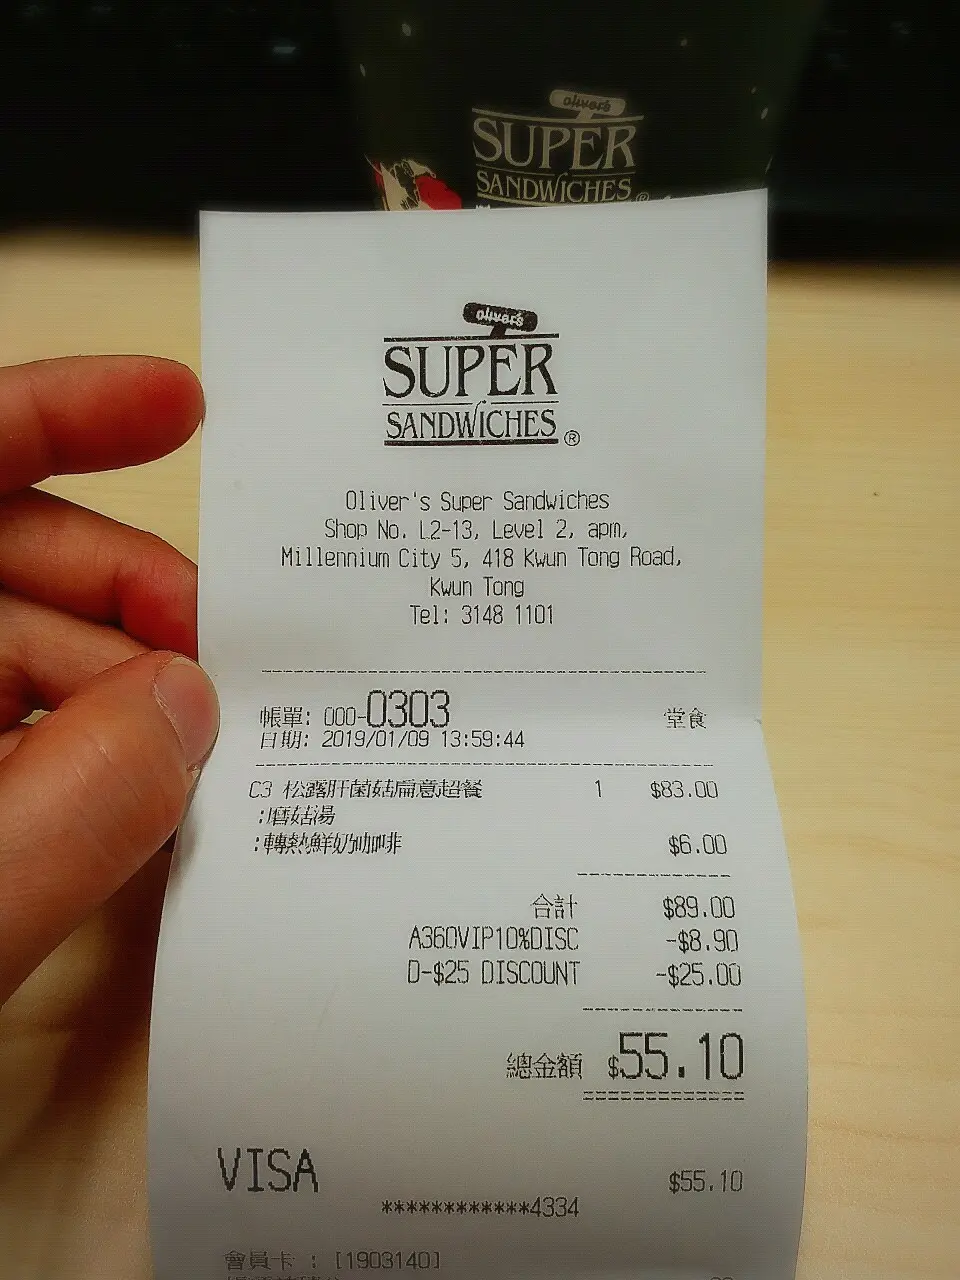 oliver's
SUPER
SANDWICHES®
oliver's
SUPER
SANDWICHES®
Oliver's Super Sandwiches
Shop No. L2-13, Level 2, apm,
Millennium City 5, 418 Kwun Tong Road,
Kwun Tong
Tel: 3148 1101
帳單: 000-0303 堂食
日期: 2019/01/09 13:59:44
C3 松露肝菌菇扁意超餐 1 $83.00
:磨菇湯
:轉熱鮮奶咖啡 $6.00
合計 $89.00
A360VIP10%DISC -$8.90
D-$25 DISCOUNT -$25.00
總金額 $55.10
VISA $55.10
************4334
會員卡 : [1903140]